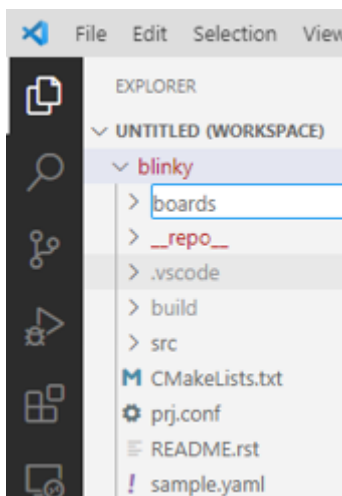 File Edit Selection View
EXPLORER
UNTITLED (WORKSPACE)
blinky
boards
__repo__
.vscode
build
src
CMakeLists.txt
prj.conf
README.rst
sample.yaml